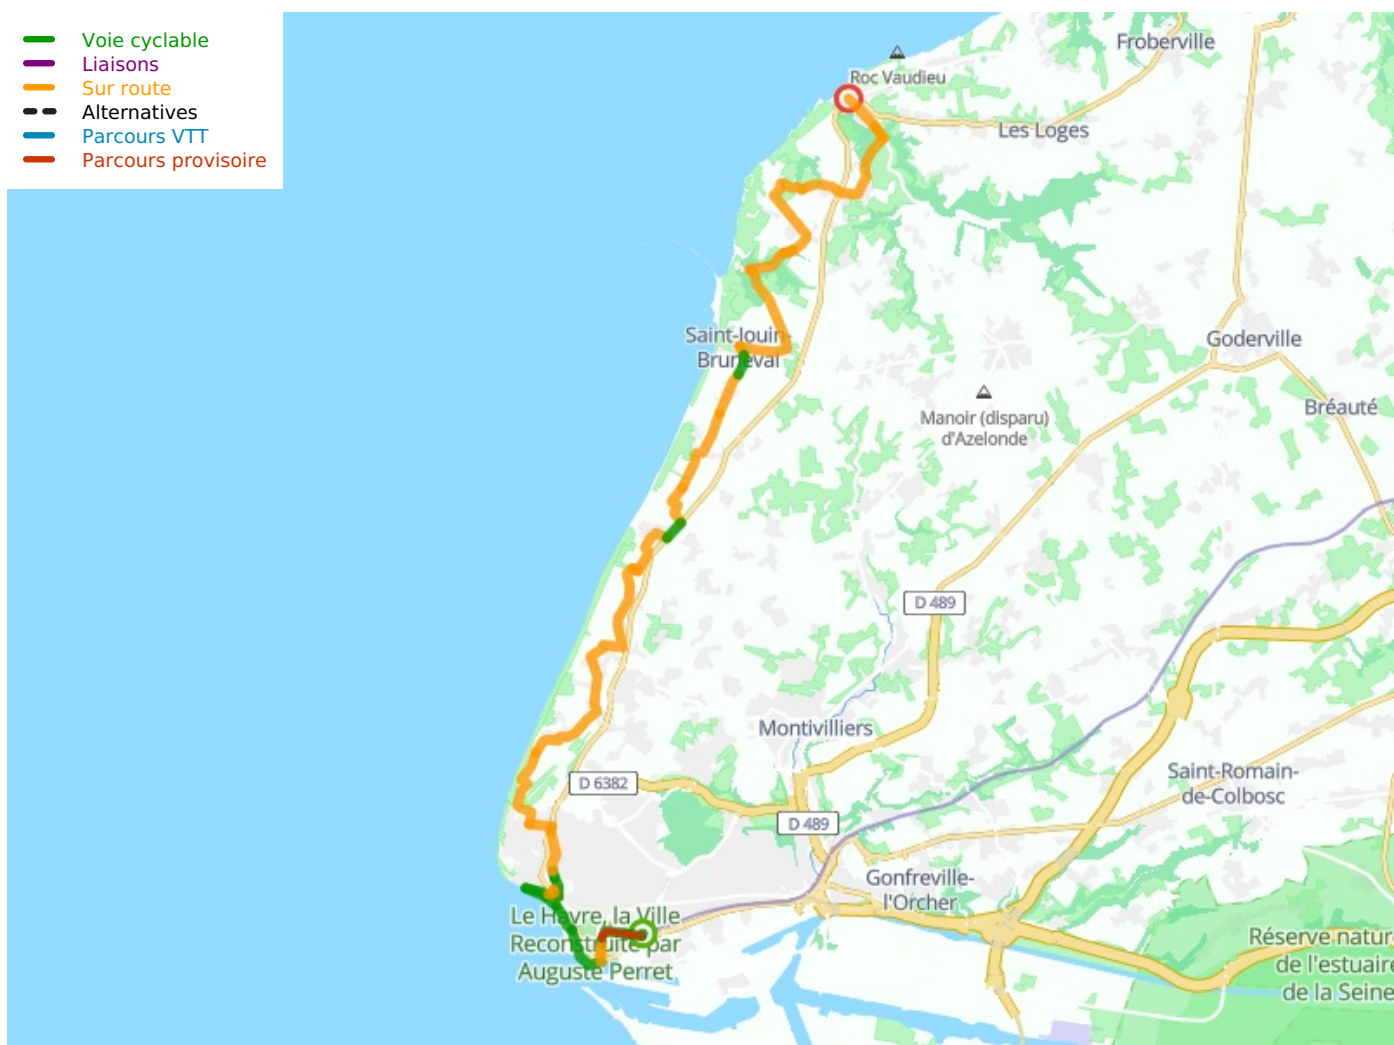 Voie cyclable
Liaisons
Sur route
Alternatives
Parcours VTT
Parcours provisoire
Froberville
Roc Vaudieu
Les Loges
Saint-Jouin-
Bruneval
Goderville
Bréauté
Manoir (disparu)
d'Azelonde
D 489
Montivilliers
D 6382
Saint-Romain-
de-Colbosc
D 489
Gonfreville-
l'Orcher
Le Havre, la Ville
Reconstruite par
Auguste Perret
Réserve natur
de l'estuaire
de la Seine